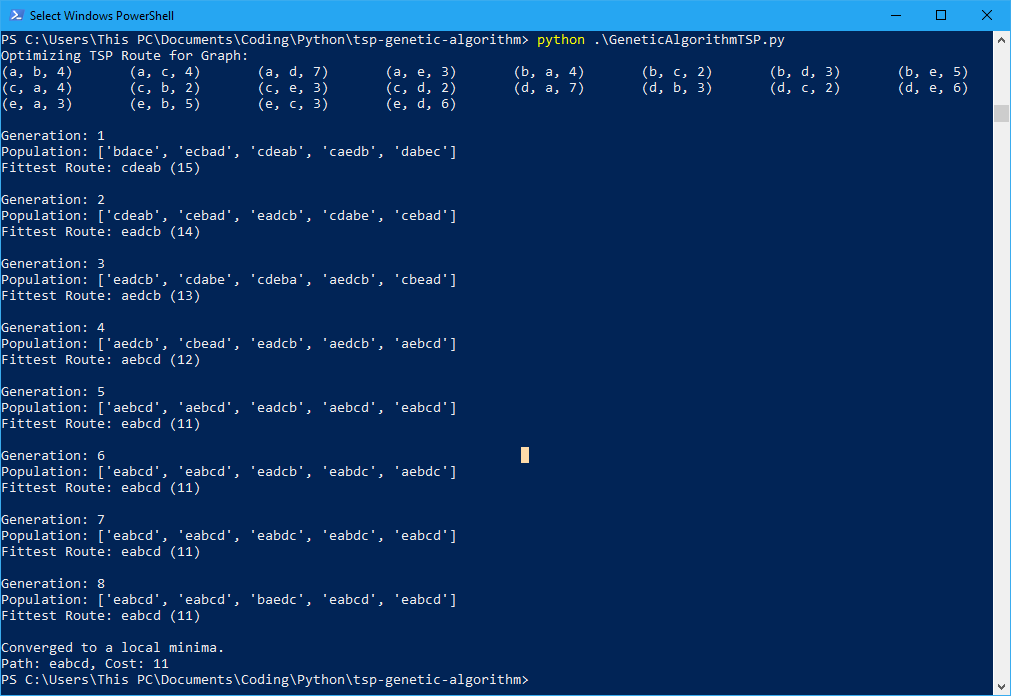 Select Windows PowerShell
PS C:\Users\This PC\Documents\Coding\Python\tsp-genetic-algorithm> python .\GeneticAlgorithmTSP.py
Optimizing TSP Route for Graph:
(a, b, 4) (a, c, 4) (a, d, 7) (a, e, 3) (b, a, 4) (b, c, 2) (b, d, 3) (b, e, 5)
(c, a, 4) (c, b, 2) (c, e, 3) (c, d, 2) (d, a, 7) (d, b, 3) (d, c, 2) (d, e, 6)
(e, a, 3) (e, b, 5) (e, c, 3) (e, d, 6)
Generation: 1
Population: ['bdace', 'ecbad', 'cdeab', 'caedb', 'dabec']
Fittest Route: cdeab (15)
Generation: 2
Population: ['cdeab', 'cebad', 'eadcb', 'cdabe', 'cebad']
Fittest Route: eadcb (14)
Generation: 3
Population: ['eadcb', 'cdabe', 'cdeba', 'aedcb', 'cbead']
Fittest Route: aedcb (13)
Generation: 4
Population: ['aedcb', 'cbead', 'eadcb', 'aedcb', 'aebcd']
Fittest Route: aebcd (12)
Generation: 5
Population: ['aebcd', 'aebcd', 'eadcb', 'aebcd', 'eabcd']
Fittest Route: eabcd (11)
Generation: 6
Population: ['eabcd', 'eabcd', 'eadcb', 'eabdc', 'aebdc']
Fittest Route: eabcd (11)
Generation: 7
Population: ['eabcd', 'eabcd', 'eabdc', 'eabdc', 'eabcd']
Fittest Route: eabcd (11)
Generation: 8
Population: ['eabcd', 'eabcd', 'baedc', 'eabcd', 'eabcd']
Fittest Route: eabcd (11)
Converged to a local minima.
Path: eabcd, Cost: 11
PS C:\Users\This PC\Documents\Coding\Python\tsp-genetic-algorithm>